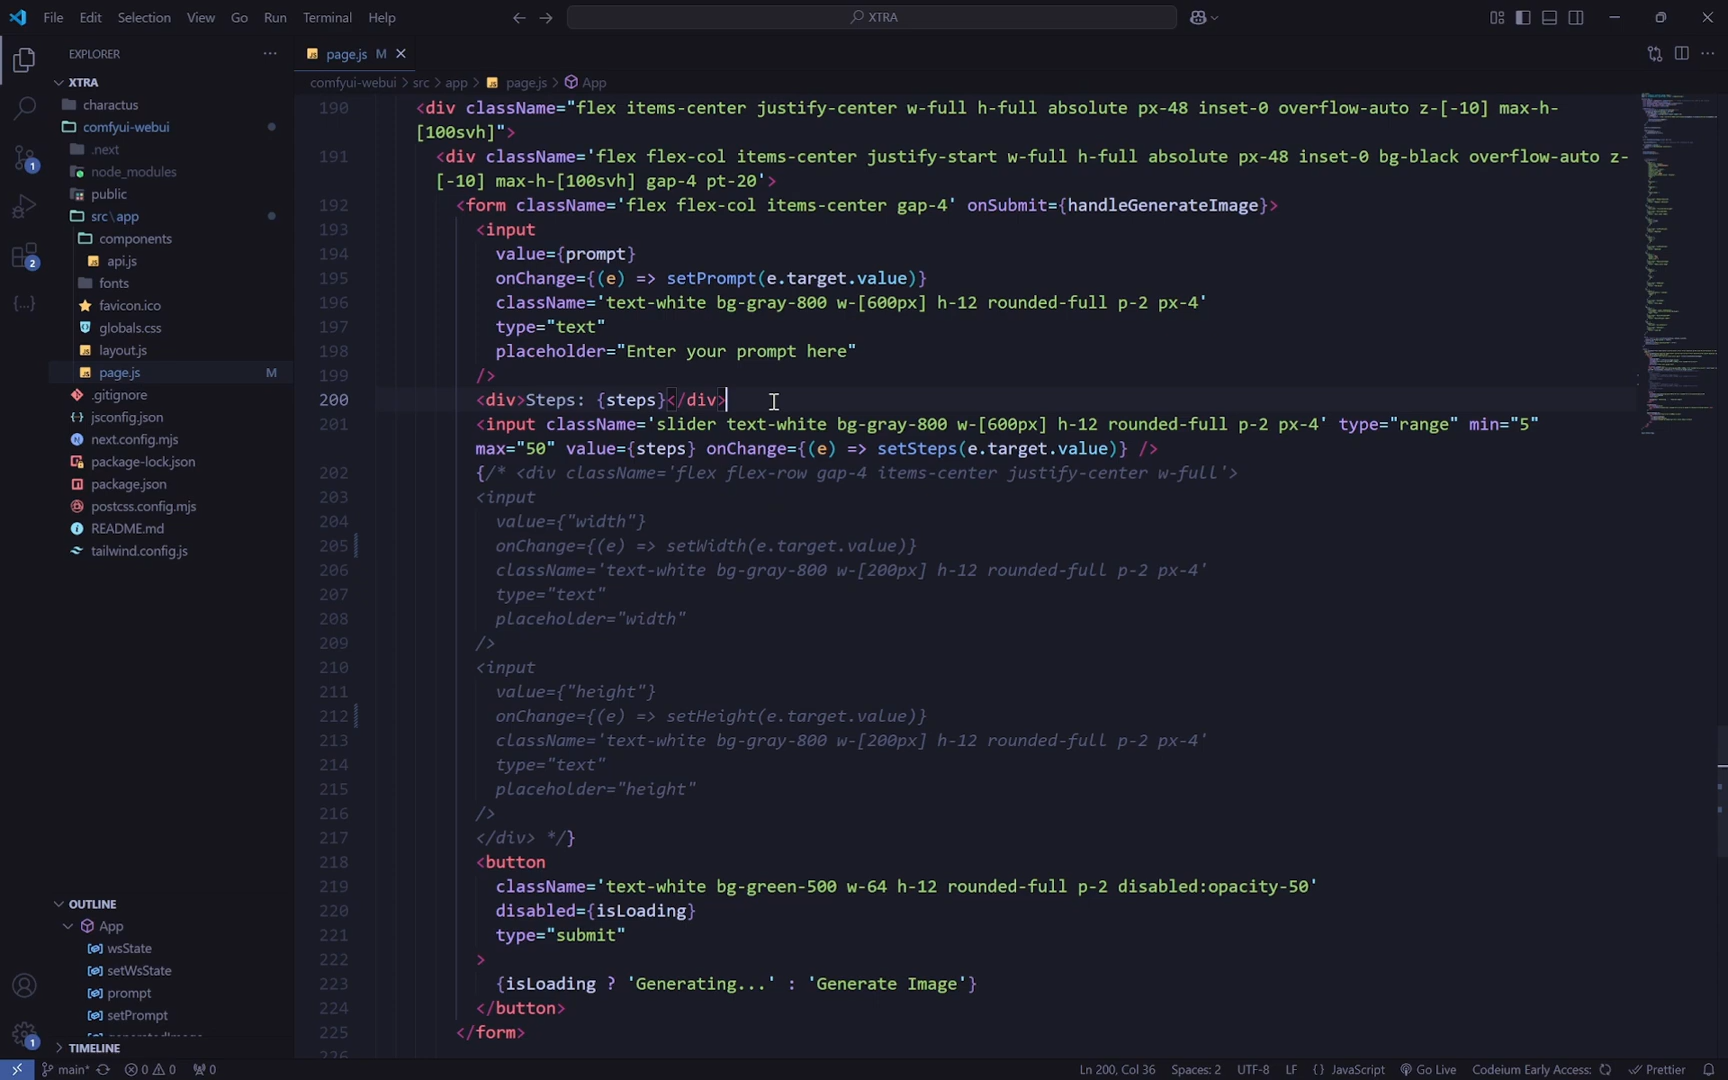 File Edit Selection View Go Run Terminal Help
XTRA
EXPLORER
page.js M
XTRA
charactus
comfyui-webui
.next
node_modules
public
src\app
components
api.js
fonts
favicon.ico
globals.css
layout.js
page.js M
.gitignore
jsconfig.json
next.config.mjs
package-lock.json
package.json
postcss.config.mjs
README.md
tailwind.config.js
OUTLINE
App
wsState
setWsState
prompt
setPrompt
TIMELINE
1
2
1
comfyui-webui > src > app > page.js > App
190 <div className="flex items-center justify-center w-full h-full absolute px-48 inset-0 overflow-auto z-[-10] max-h-
[100svh]">
191 <div className='flex flex-col items-center justify-start w-full h-full absolute px-48 inset-0 bg-black overflow-auto z-
[-10] max-h-[100svh] gap-4 pt-20'>
192 <form className='flex flex-col items-center gap-4' onSubmit={handleGenerateImage}>
193 <input
194 value={prompt}
195 onChange={(e) => setPrompt(e.target.value)}
196 className='text-white bg-gray-800 w-[600px] h-12 rounded-full p-2 px-4'
197 type="text"
198 placeholder="Enter your prompt here"
199 />
200 <div>Steps: {steps}</div>
201 <input className='slider text-white bg-gray-800 w-[600px] h-12 rounded-full p-2 px-4' type="range" min="5"
max="50" value={steps} onChange={(e) => setSteps(e.target.value)} />
202 {/* <div className='flex flex-row gap-4 items-center justify-center w-full'>
203 <input
204 value={"width"}
205 onChange={(e) => setWidth(e.target.value)}
206 className='text-white bg-gray-800 w-[200px] h-12 rounded-full p-2 px-4'
207 type="text"
208 placeholder="width"
209 />
210 <input
211 value={"height"}
212 onChange={(e) => setHeight(e.target.value)}
213 className='text-white bg-gray-800 w-[200px] h-12 rounded-full p-2 px-4'
214 type="text"
215 placeholder="height"
216 />
217 </div> */}
218 <button
219 className='text-white bg-green-500 w-64 h-12 rounded-full p-2 disabled:opacity-50'
220 disabled={isLoading}
221 type="submit"
222 >
223 {isLoading ? 'Generating...' : 'Generate Image'}
224 </button>
225 </form>
main* 0 0 0 Ln 200, Col 36 Spaces: 2 UTF-8 LF {} JavaScript Go Live Codeium Early Access: Prettier